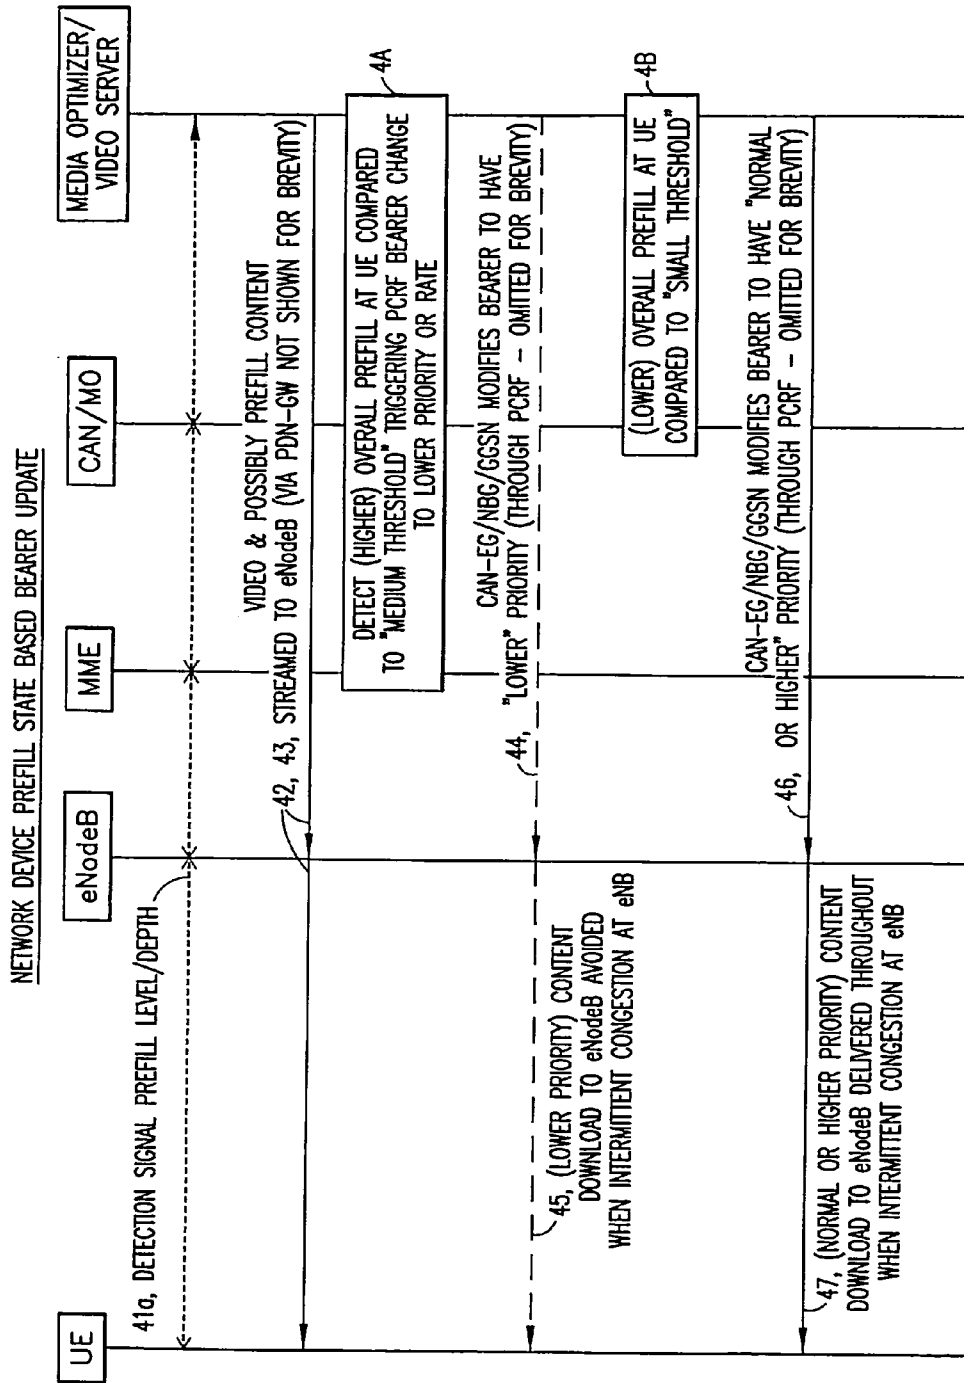 NETWORK DEVICE PREFILL STATE BASED BEARER UPDATE
UE
eNodeB
MME
CAN/MO
MEDIA OPTIMIZER/
VIDEO SERVER
41a, DETECTION SIGNAL PREFILL LEVEL/DEPTH
VIDEO & POSSIBLY PREFILL CONTENT
42, 43, STREAMED TO eNodeB (VIA PDN-GW NOT SHOWN FOR BREVITY)
DETECT (HIGHER) OVERALL PREFILL AT UE COMPARED
TO "MEDIUM THRESHOLD" TRIGGERING PCRF BEARER CHANGE
TO LOWER PRIORITY OR RATE
4A
CAN-EG/NBG/GGSN MODIFIES BEARER TO HAVE
44, "LOWER" PRIORITY (THROUGH PCRF - OMITTED FOR BREVITY)
45, (LOWER PRIORITY) CONTENT
DOWNLOAD TO eNodeB AVOIDED
WHEN INTERMITTENT CONGESTION AT eNB
(LOWER) OVERALL PREFILL AT UE
COMPARED TO "SMALL THRESHOLD"
4B
CAN-EG/NBG/GGSN MODIFIES BEARER TO HAVE "NORMAL
46, OR HIGHER" PRIORITY (THROUGH PCRF - OMITTED FOR BREVITY)
47, (NORMAL OR HIGHER PRIORITY) CONTENT
DOWNLOAD TO eNodeB DELIVERED THROUGHOUT
WHEN INTERMITTENT CONGESTION AT eNB